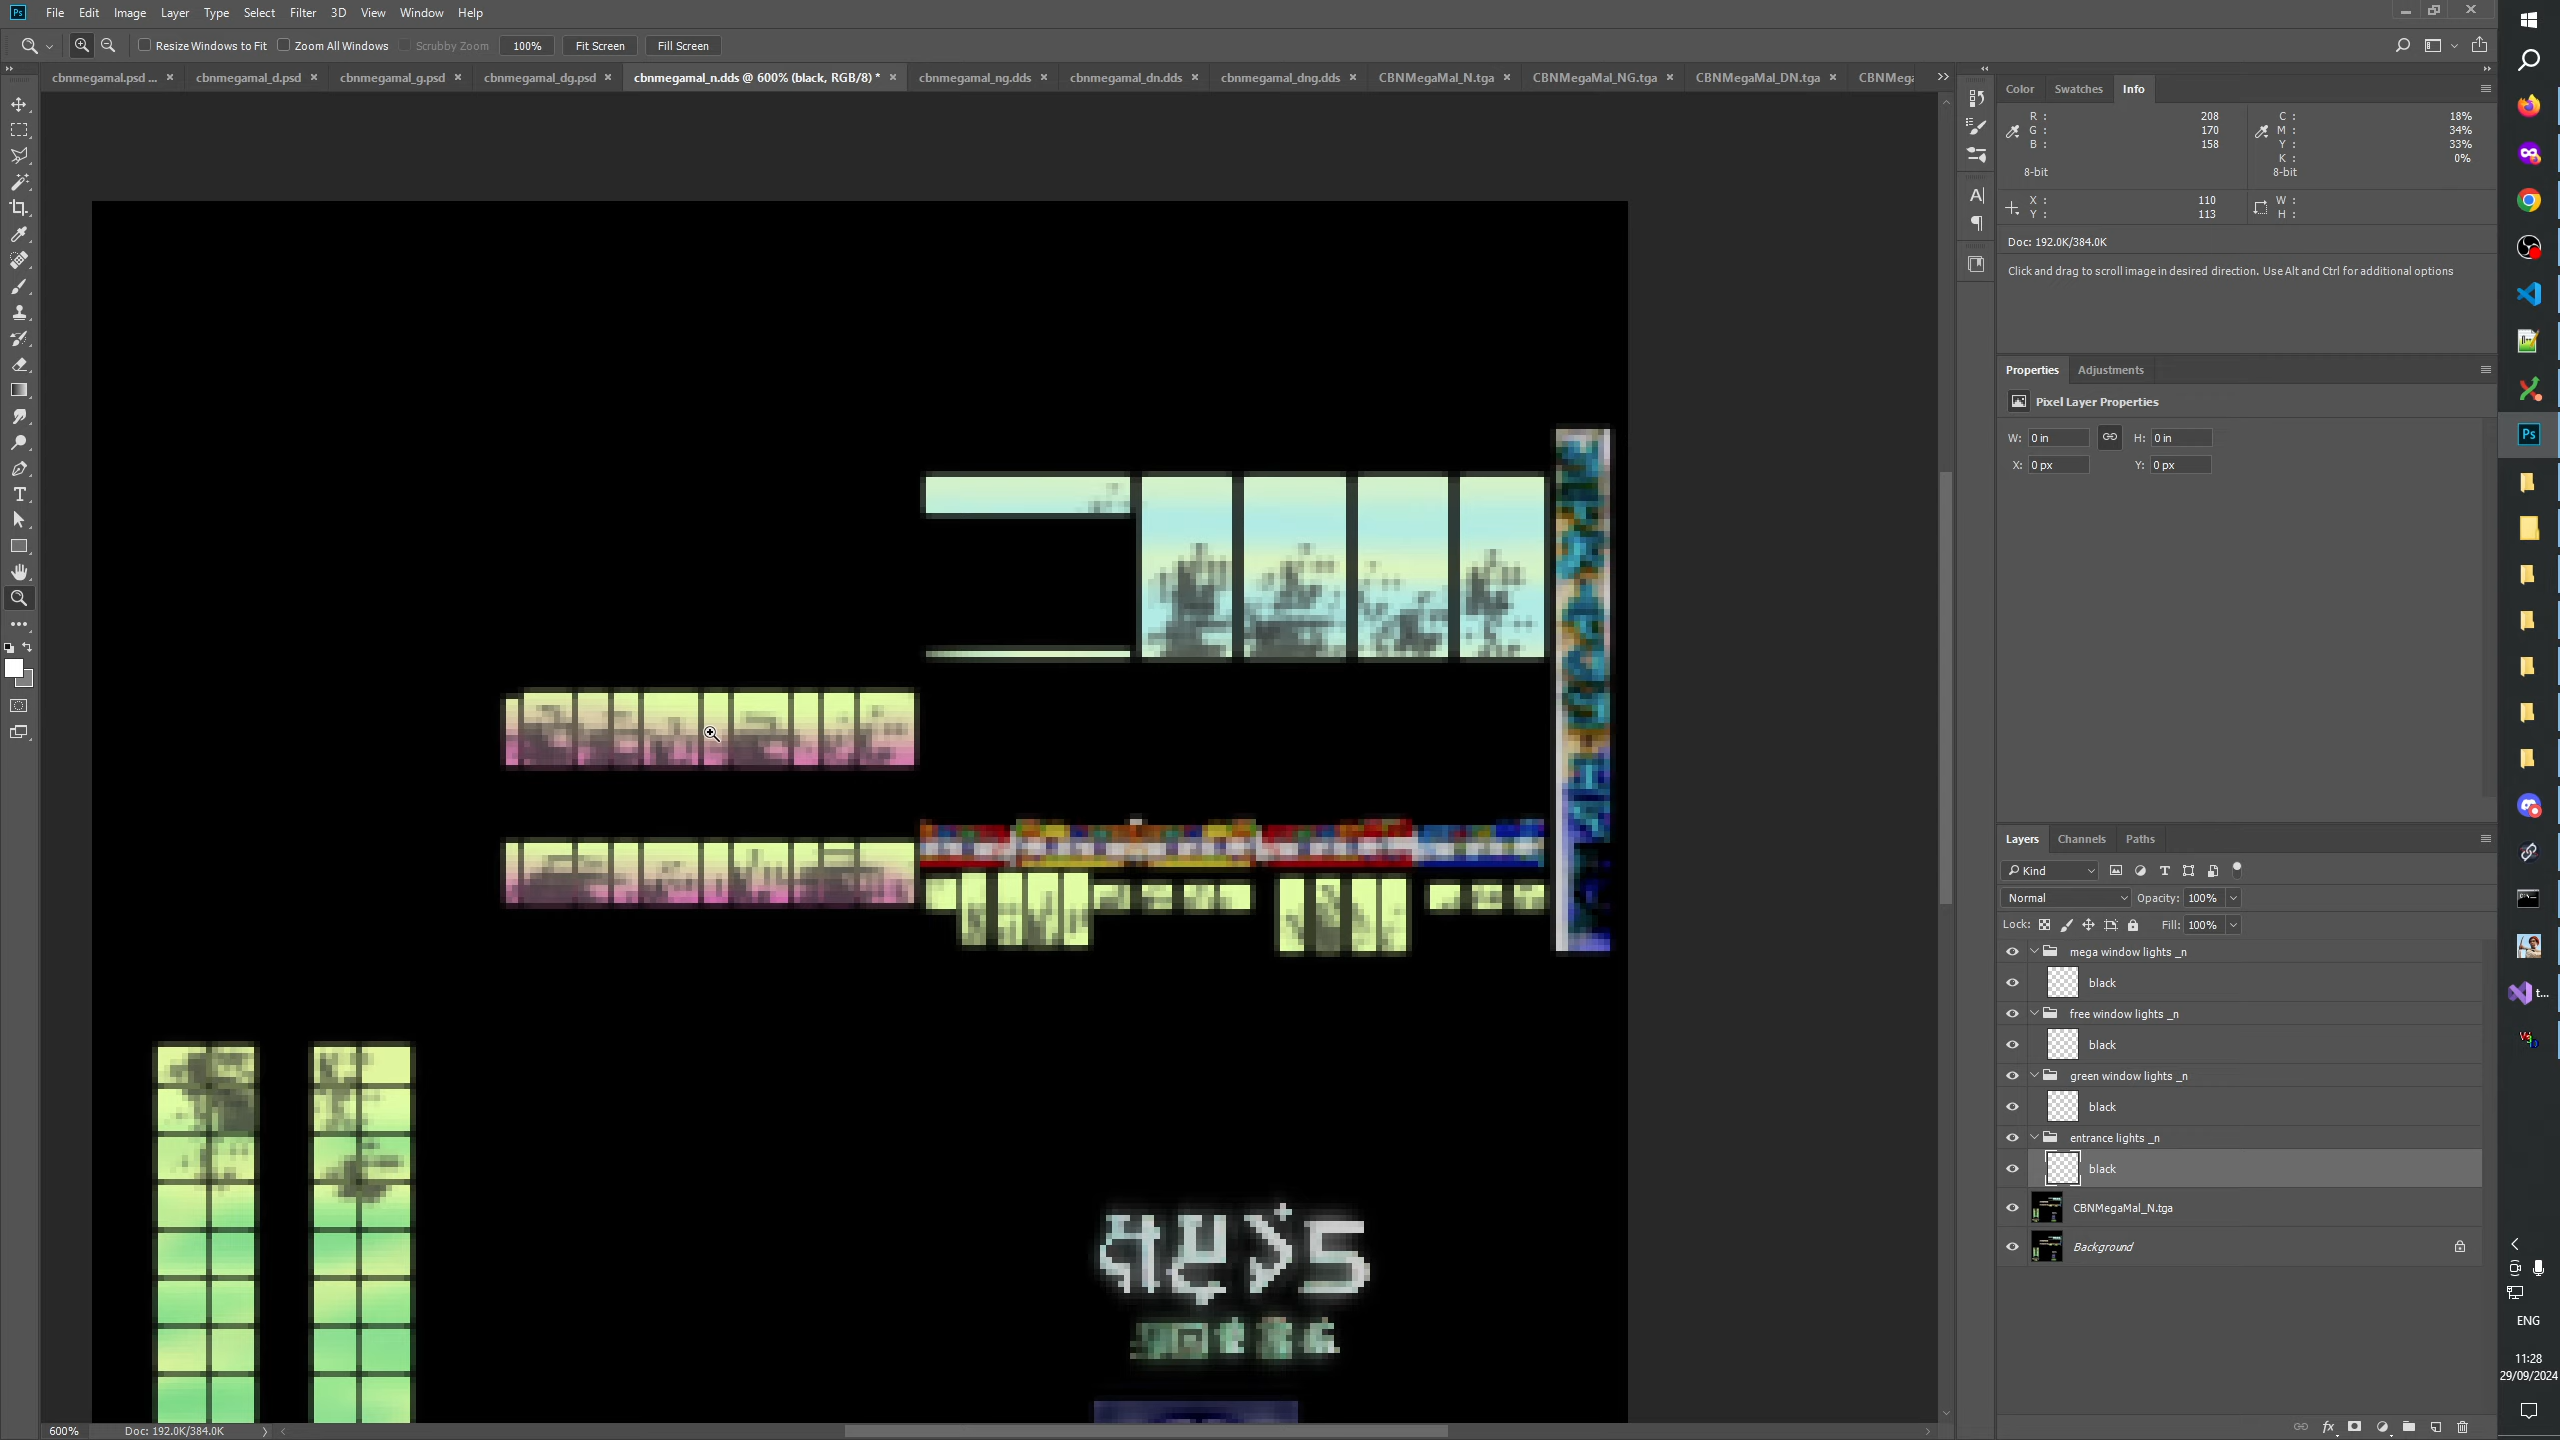 File Edit Image Layer Type Select Filter 3D View Window Help
Resize Windows to Fit Zoom All Windows Scrubby Zoom 100% Fit Screen Fill Screen
cbnmegamal.psd ... × cbnmegamal_d.psd × cbnmegamal_g.psd × cbnmegamal_dg.psd × cbnmegamal_n.dds @ 600% (black, RGB/8) * × cbnmegamal_ng.dds × cbnmegamal_dn.dds × cbnmegamal_dng.dds × CBNMegaMal_N.tga × CBNMegaMal_NG.tga × CBNMegaMal_DN.tga × CBNMega
Color Swatches Info
R : 208 C : 18%
G : 170 M : 34%
B : 158 Y : 33%
K : 0%
8-bit 8-bit
X : 110 W :
Y : 113 H :
Doc: 192.0K/384.0K
Click and drag to scroll image in desired direction. Use Alt and Ctrl for additional options
Properties Adjustments
Pixel Layer Properties
W: 0 in H: 0 in
X: 0 px Y: 0 px
Layers Channels Paths
Kind
Normal Opacity: 100%
Lock: Fill: 100%
mega window lights _n
black
free window lights _n
black
green window lights _n
black
entrance lights _n
black
CBNMegaMal_N.tga
Background
600% Doc: 192.0K/384.0K
t...
ENG
11:28
29/09/2024